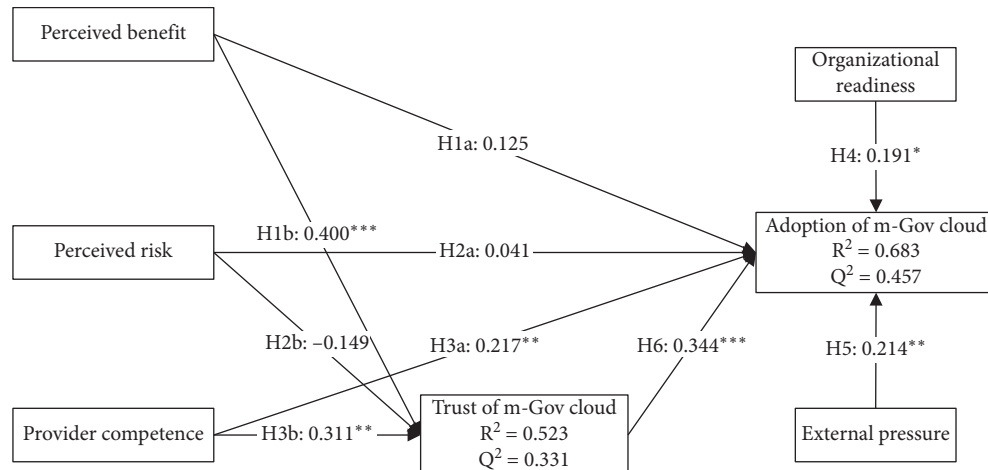 Perceived benefit
Organizational
readiness
H1a: 0.125
H4: 0.191*
H1b: 0.400***
Perceived risk
H2a: 0.041
Adoption of m-Gov cloud
R² = 0.683
Q² = 0.457
H2b: –0.149
H3a: 0.217**
H6: 0.344***
H5: 0.214**
Provider competence
H3b: 0.311**
Trust of m-Gov cloud
R² = 0.523
Q² = 0.331
External pressure